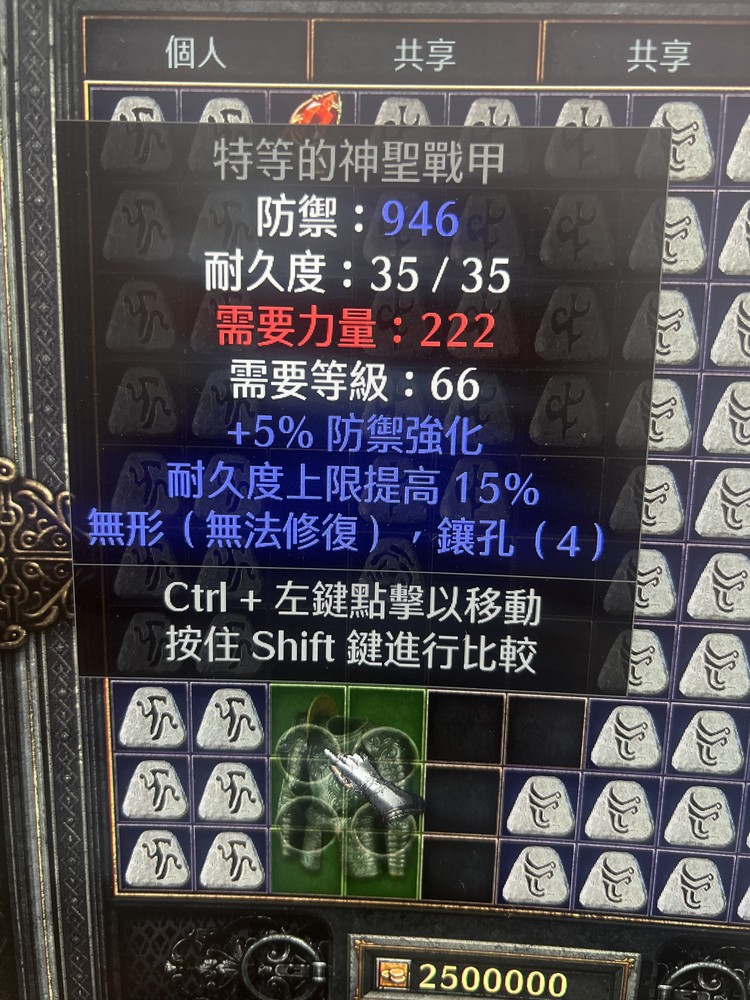 個人
共享
共享
特等的神聖戰甲
防禦：946
耐久度：35 / 35
需要力量：222
需要等級：66
+5% 防禦強化
耐久度上限提高 15%
無形（無法修復），鑲孔（4）
Ctrl + 左鍵點擊以移動
按住 Shift 鍵進行比較
2500000